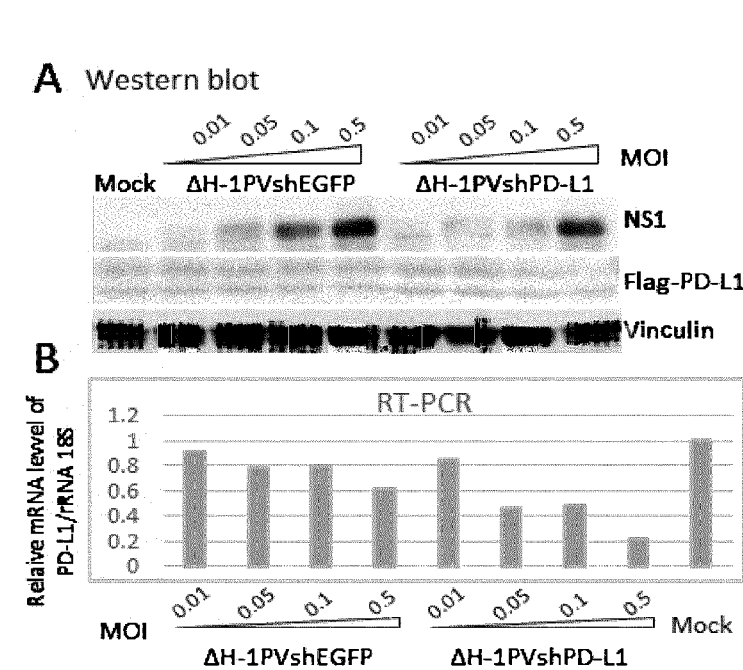 A Western blot
0.01 0.05 0.1 0.5 0.01 0.05 0.1 0.5
MOI
Mock ΔH-1PVshEGFP ΔH-1PVshPD-L1
NS1
Flag-PD-L1
Vinculin
B
RT-PCR
Relaive mRNA levvel of
PD-L1/rRNA 18S
1.2
1
0.8
0.6
0.4
0.2
0
0.01 0.05 0.1 0.5 0.01 0.05 0.1 0.5
MOI Mock
ΔH-1PVshEGFP ΔH-1PVshPD-L1